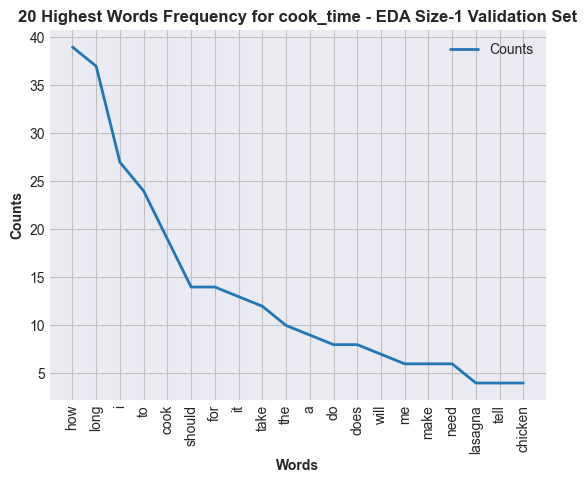 20 Highest Words Frequency for cook_time - EDA Size-1 Validation Set
Counts
40
35
30
25
20
15
10
5
Counts
how
long
i
to
cook
should
for
it
take
the
a
do
does
will
me
make
need
lasagna
tell
chicken
Words